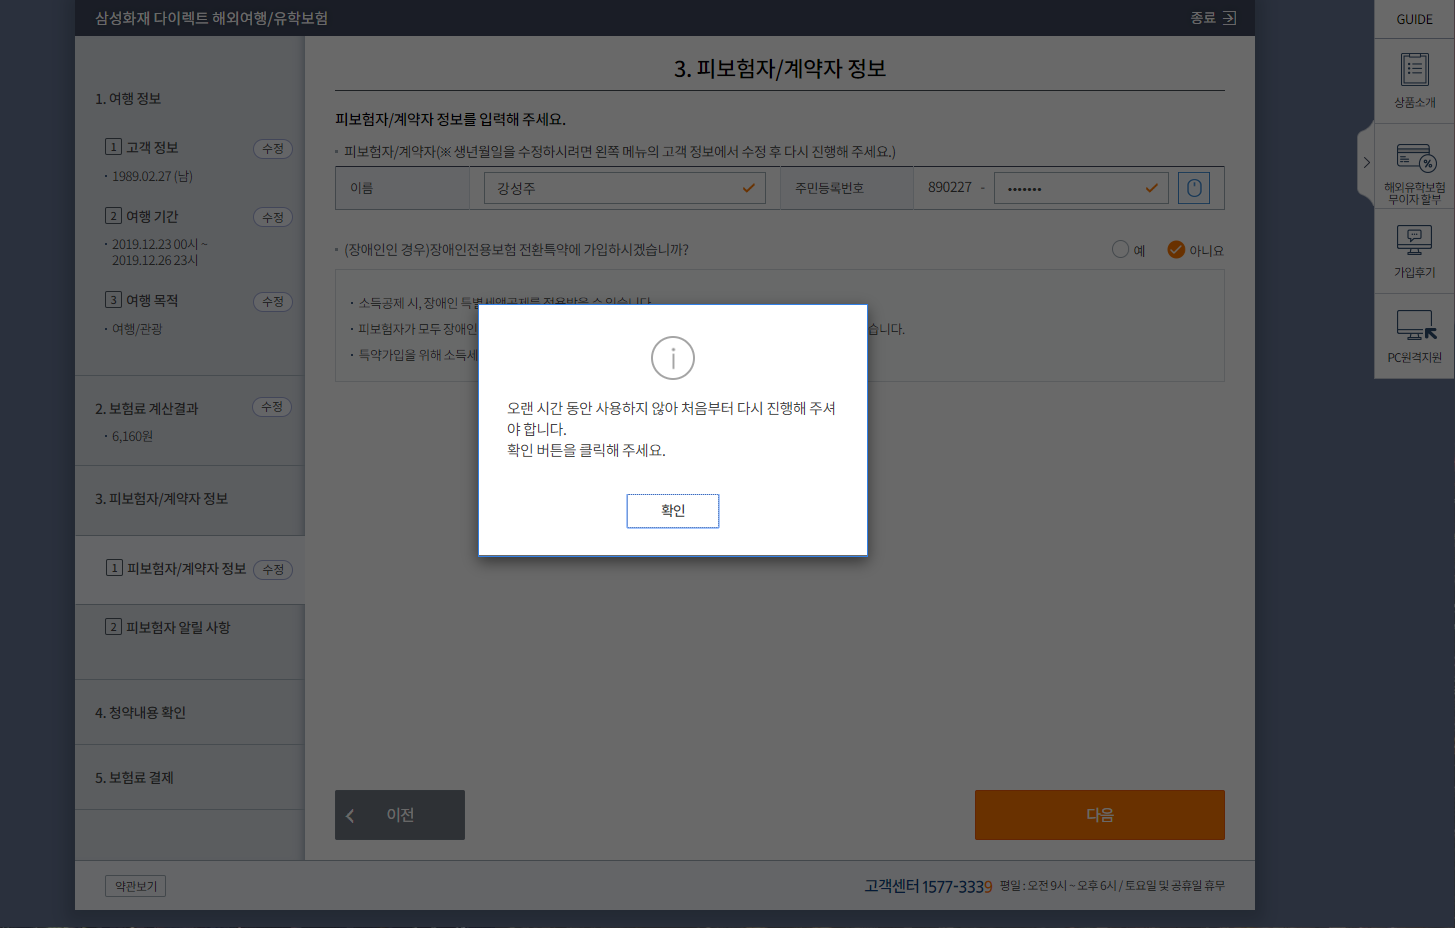 삼성화재 다이렉트 해외여행/유학보험
종료
GUIDE
상품소개
해외유학보험
무이자 할부
가입후기
PC원격지원
1. 여행 정보
1 고객 정보 수정
· 1989.02.27 (남)
2 여행 기간 수정
· 2019.12.23 00시 ~
2019.12.26 23시
3 여행 목적 수정
· 여행/관광
2. 보험료 계산결과 수정
· 6,160원
3. 피보험자/계약자 정보
1 피보험자/계약자 정보 수정
2 피보험자 알릴 사항
4. 청약내용 확인
5. 보험료 결제
3. 피보험자/계약자 정보
피보험자/계약자 정보를 입력해 주세요.
피보험자/계약자(※ 생년월일을 수정하시려면 왼쪽 메뉴의 고객 정보에서 수정 후 다시 진행해 주세요.)
이름 강성주 주민등록번호 890227 - •••••••
(장애인인 경우)장애인전용보험 전환특약에 가입하시겠습니까? 예 아니요
· 소득공제 시, 장애인 특별세액공제를 적용받을 수 있습니다.
· 피보험자가 모두 장애인 습니다.
· 특약가입을 위해 소득세
오랜 시간 동안 사용하지 않아 처음부터 다시 진행해 주셔
야 합니다.
확인 버튼을 클릭해 주세요.
확인
이전
다음
약관보기
고객센터 1577-3339 평일 : 오전 9시 ~ 오후 6시 / 토요일 및 공휴일 휴무